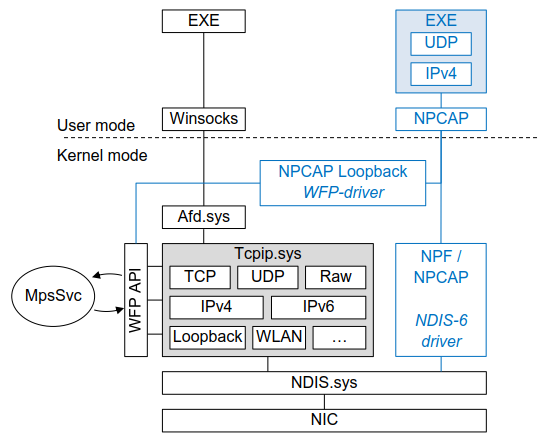 EXE
EXE
UDP
IPv4
Winsocks
NPCAP
User mode
Kernel mode
NPCAP Loopback
WFP-driver
Afd.sys
Tcpip.sys
TCP
UDP
Raw
IPv4
IPv6
Loopback
WLAN
...
WFP API
MpsSvc
NPF /
NPCAP
NDIS-6
driver
NDIS.sys
NIC